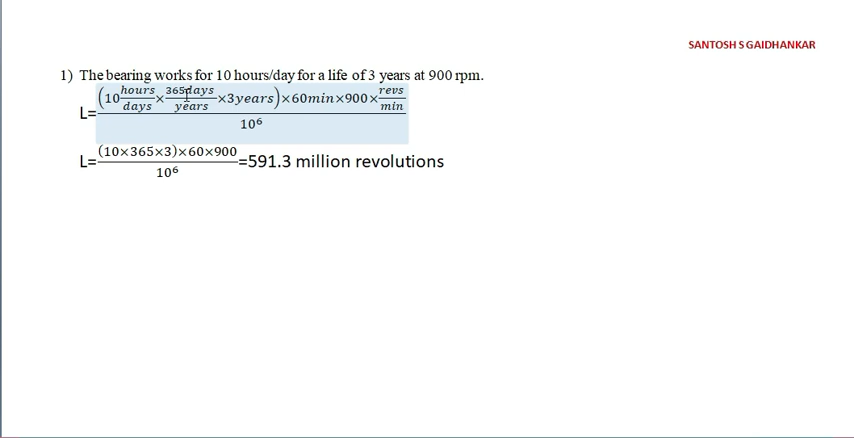 SANTOSH S GAIDHANKAR
1) The bearing works for 10 hours/day for a life of 3 years at 900 rpm.
L=(10 hours/days × 365days/years ×3years)×60min×900× revs/min / 10⁶
L=(10×365×3)×60×900 / 10⁶ =591.3 million revolutions